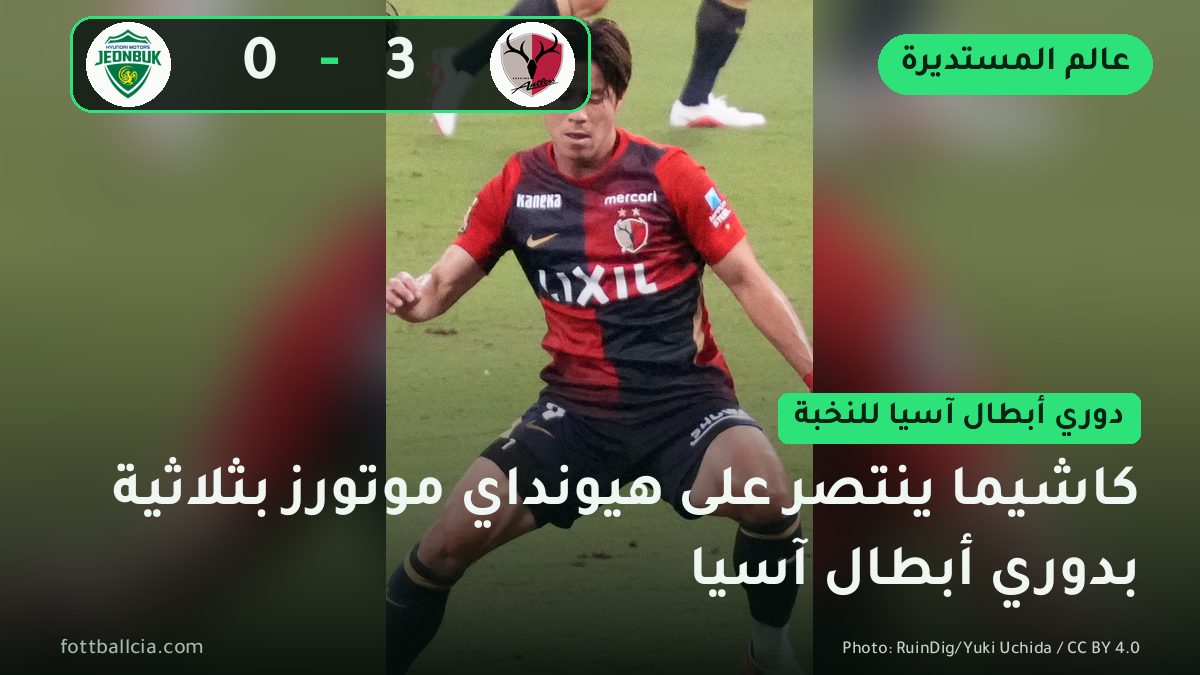 HYUNDAI MOTORS
JEONBUK
0 - 3
Antlers
عالم المستديرة
KANEKA
mercari
LIXIL
دوري أبطال آسيا للنخبة
كاشيما ينتصر على هيونداي موتورز بثلاثية
بدوري أبطال آسيا
fottballcia.com
Photo: RuinDig/Yuki Uchida / CC BY 4.0